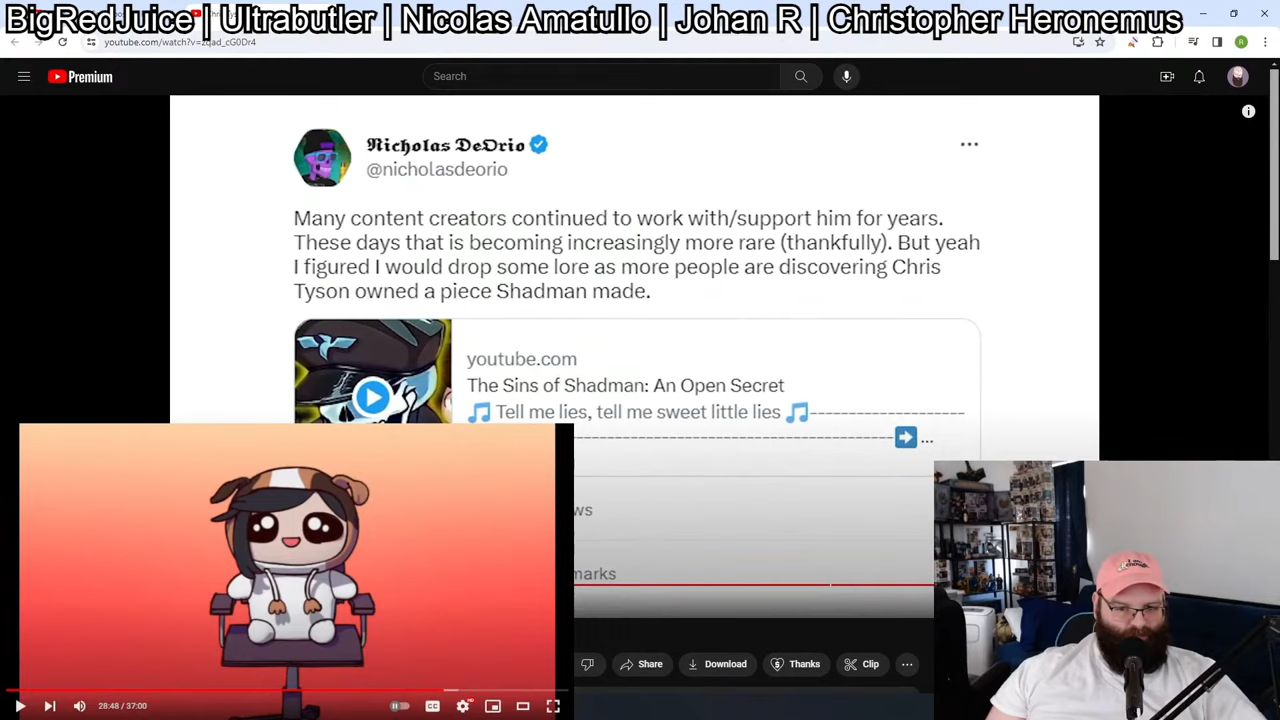 BigRedJuice | Ultrabutler | Nicolas Amatullo | Johan R | Christopher Heronemus
Premium
Search
𝕹𝖎𝖈𝖍𝖔𝖑𝖆𝖘 𝕯𝖊𝕺𝖗𝖎𝖔
@nicholasdeorio
Many content creators continued to work with/support him for years.
These days that is becoming increasingly more rare (thankfully). But yeah
I figured I would drop some lore as more people are discovering Chris
Tyson owned a piece Shadman made.
youtube.com
The Sins of Shadman: An Open Secret
🎵 Tell me lies, tell me sweet little lies 🎵--------------------
--------------------------------------------➡️ ...
ws
marks
Share
Download
Thanks
Clip
28:48 / 37:00
CC
HD
R